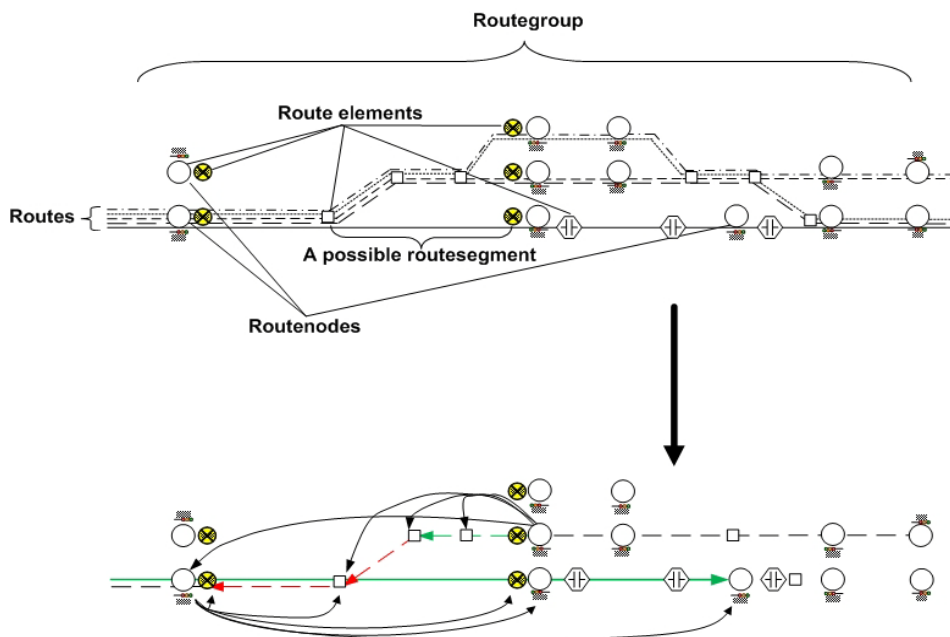 Routegroup
Route elements
Routes
A possible routesegment
Routenodes